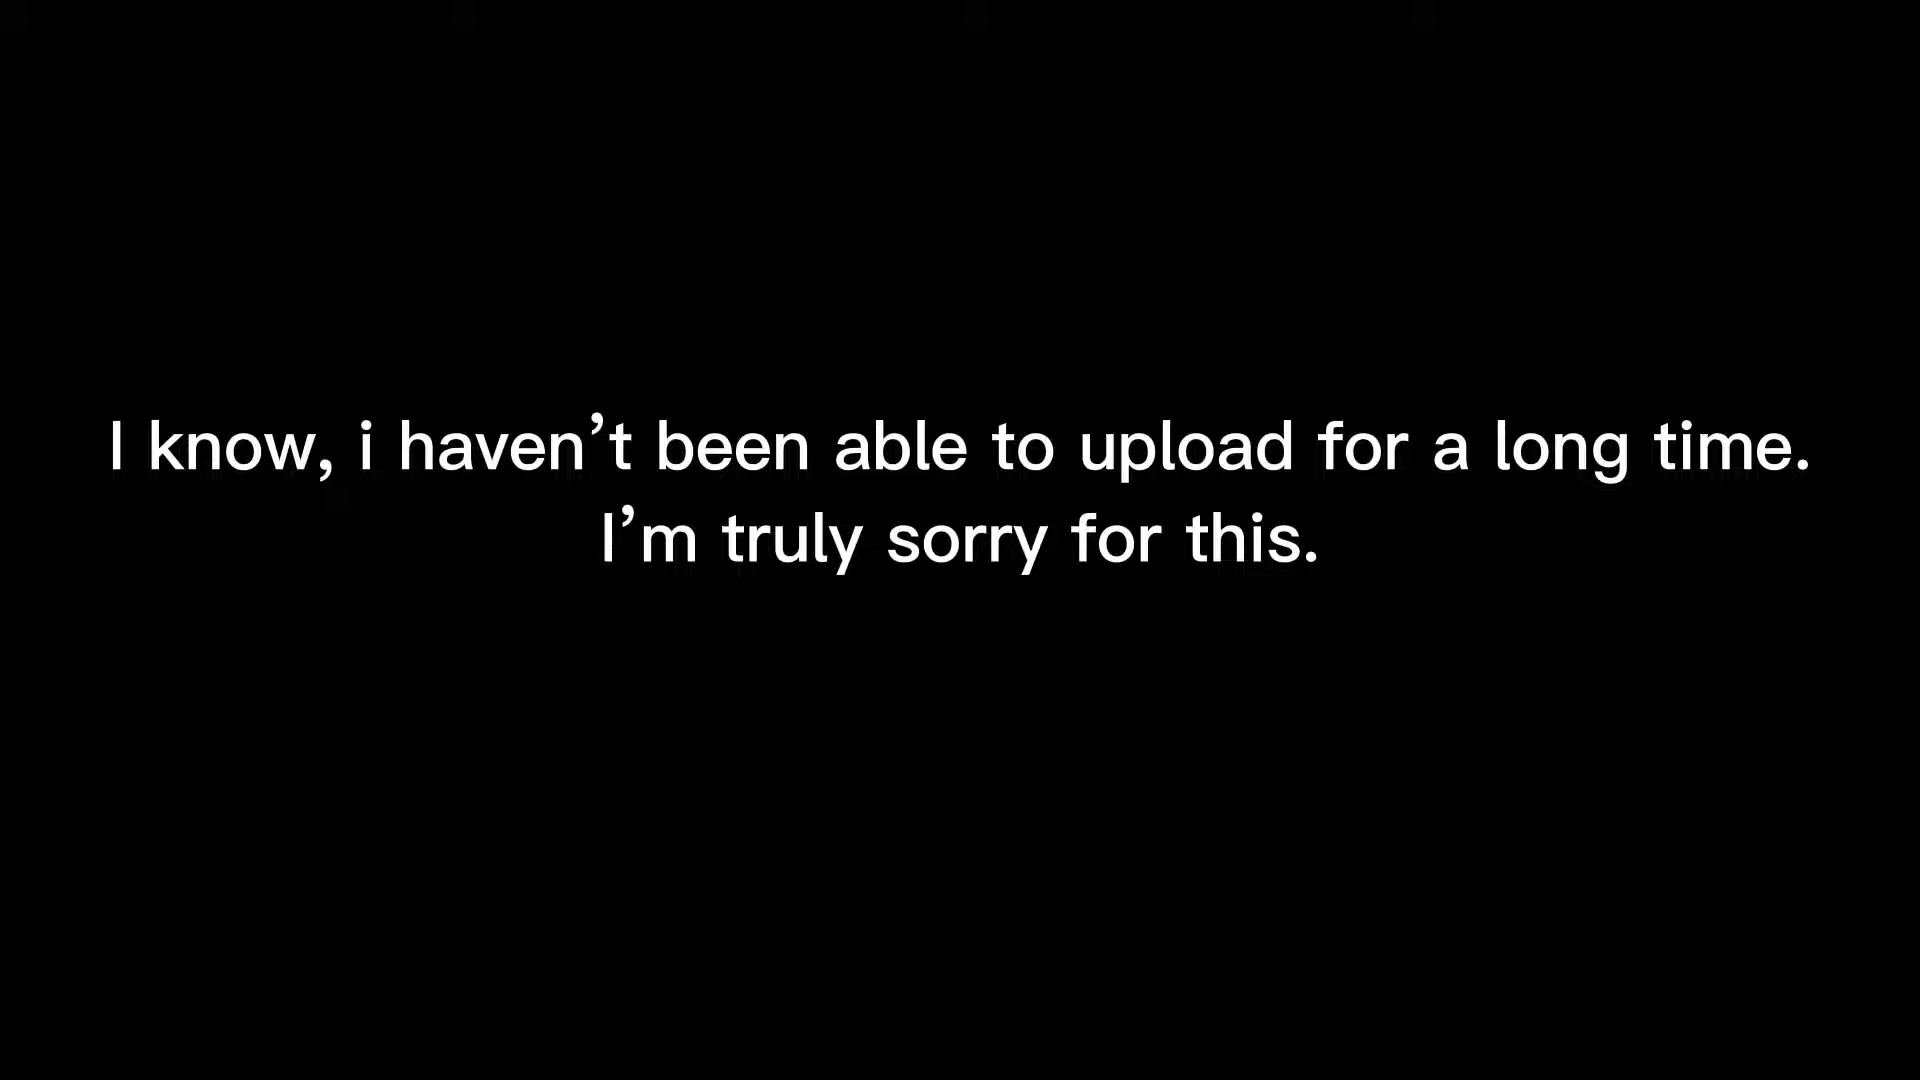 I know, i haven’t been able to upload for a long time.
I’m truly sorry for this.